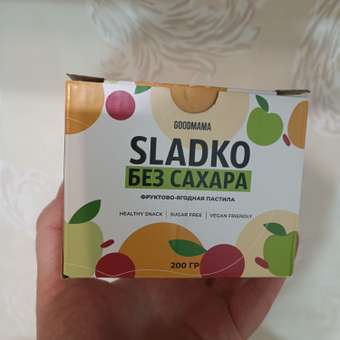 GOODMAMA
SLADKO
БЕЗ САХАРА
ФРУКТОВО-ЯГОДНАЯ ПАСТИЛА
HEALTHY SNACK | SUGAR FREE | VEGAN FRIENDLY
200 ГР